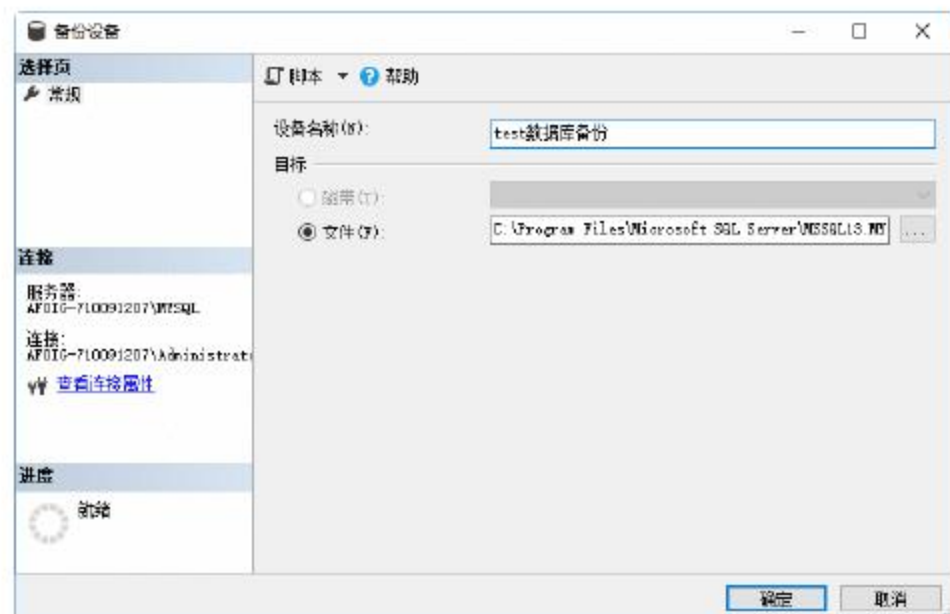 备份设备
选择页
常规
脚本 帮助
设备名称(N): test数据库备份
目标
磁带(T):
文件(F): C:\Program Files\Microsoft SQL Server\MSSQL13.MY ...
连接
服务器:
AFOIG-710091207\MYSQL
连接:
AFOIG-710091207\Administrat
查看连接属性
进度
就绪
确定 取消